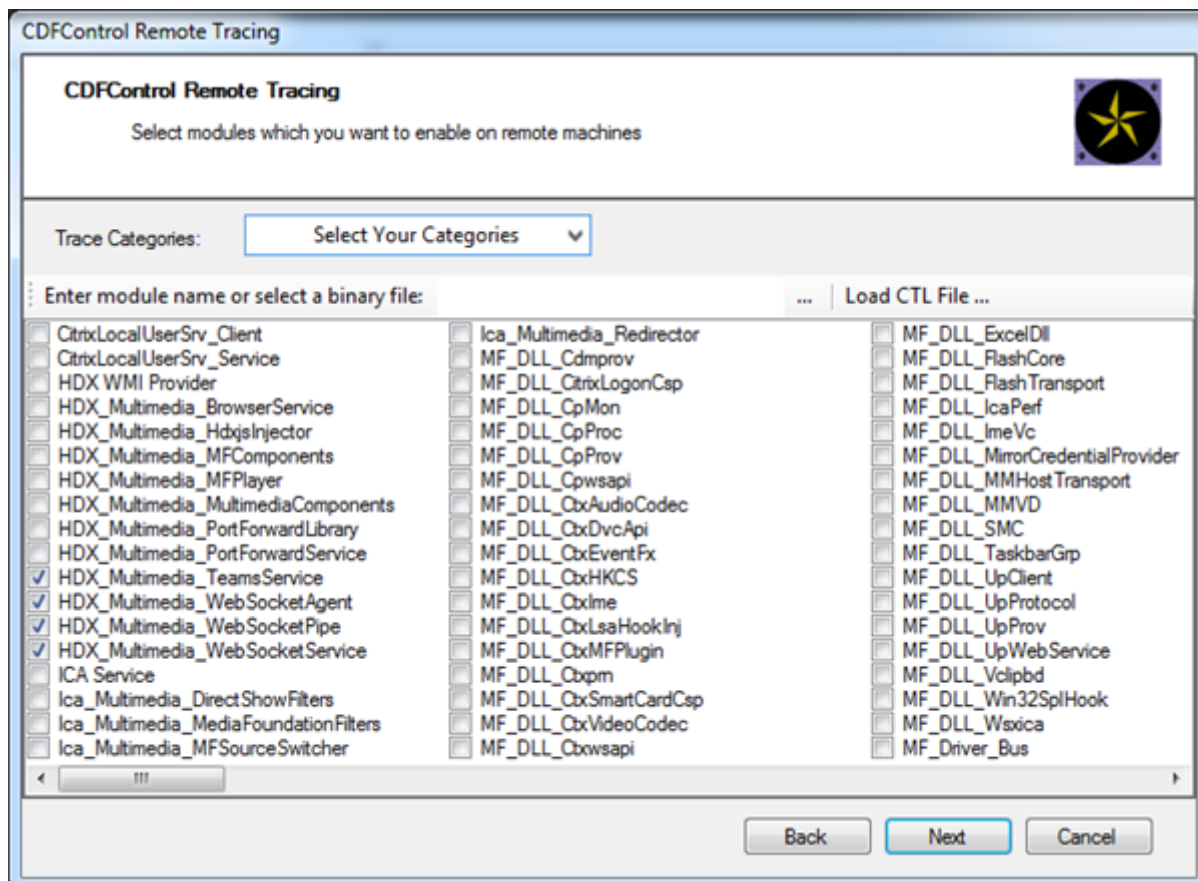 CDFControl Remote Tracing
CDFControl Remote Tracing
Select modules which you want to enable on remote machines
Trace Categories:
Select Your Categories
Enter module name or select a binary file:
...
Load CTL File ...
CitrixLocalUserSrv_Client
CitrixLocalUserSrv_Service
HDX WMI Provider
HDX_Multimedia_BrowserService
HDX_Multimedia_HdxjsInjector
HDX_Multimedia_MFComponents
HDX_Multimedia_MFPlayer
HDX_Multimedia_MultimediaComponents
HDX_Multimedia_PortForwardLibrary
HDX_Multimedia_PortForwardService
HDX_Multimedia_TeamsService
HDX_Multimedia_WebSocketAgent
HDX_Multimedia_WebSocketPipe
HDX_Multimedia_WebSocketService
ICA Service
Ica_Multimedia_DirectShowFilters
Ica_Multimedia_MediaFoundationFilters
Ica_Multimedia_MFSourceSwitcher
Ica_Multimedia_Redirector
MF_DLL_Cdmprov
MF_DLL_CitrixLogonCsp
MF_DLL_CpMon
MF_DLL_CpProc
MF_DLL_CpProv
MF_DLL_Cpwsapi
MF_DLL_CtxAudioCodec
MF_DLL_CtxDvcApi
MF_DLL_CtxEventFx
MF_DLL_CtxHKCS
MF_DLL_CtxIme
MF_DLL_CtxLsaHookInj
MF_DLL_CtxMFPlugin
MF_DLL_Ctxpm
MF_DLL_CtxSmartCardCsp
MF_DLL_CtxVideoCodec
MF_DLL_Ctxwsapi
MF_DLL_ExcelDll
MF_DLL_FlashCore
MF_DLL_FlashTransport
MF_DLL_IcaPerf
MF_DLL_ImeVc
MF_DLL_MirrorCredentialProvider
MF_DLL_MMHostTransport
MF_DLL_MMVD
MF_DLL_SMC
MF_DLL_TaskbarGrp
MF_DLL_UpClient
MF_DLL_UpProtocol
MF_DLL_UpProv
MF_DLL_UpWebService
MF_DLL_Vclipbd
MF_DLL_Win32SplHook
MF_DLL_Wsxica
MF_Driver_Bus
Back
Next
Cancel